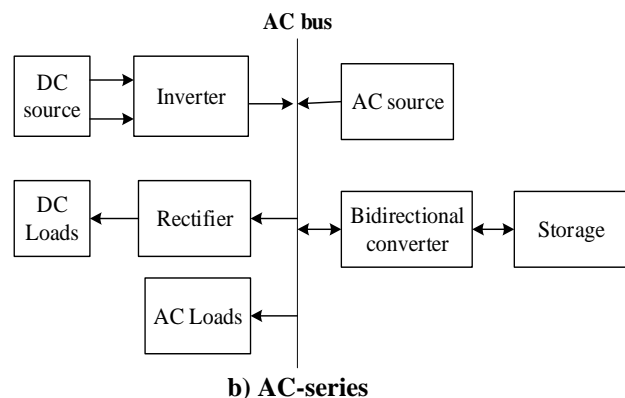 AC bus
DC
source
Inverter
AC source
DC
Loads
Rectifier
Bidirectional
converter
Storage
AC Loads
b) AC-series